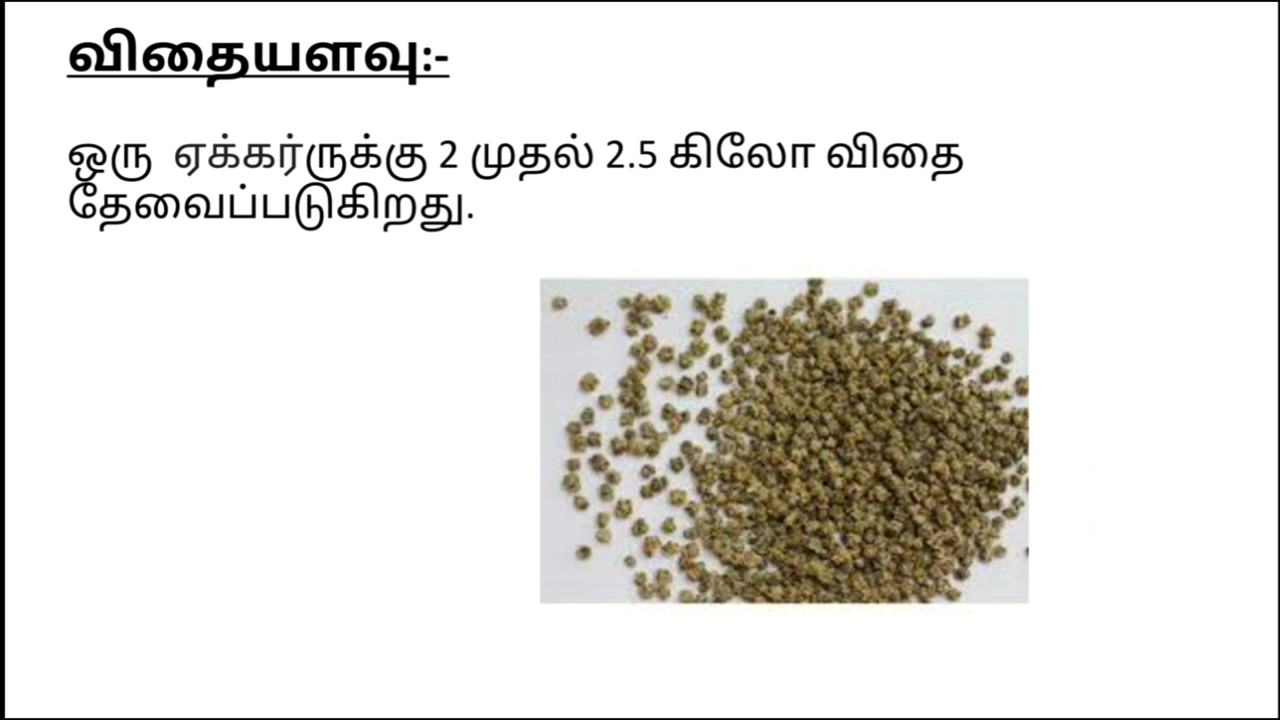 விதையளவு:-
ஒரு ஏக்கர்ருக்கு 2 முதல் 2.5 கிலோ விதை
தேவைப்படுகிறது.